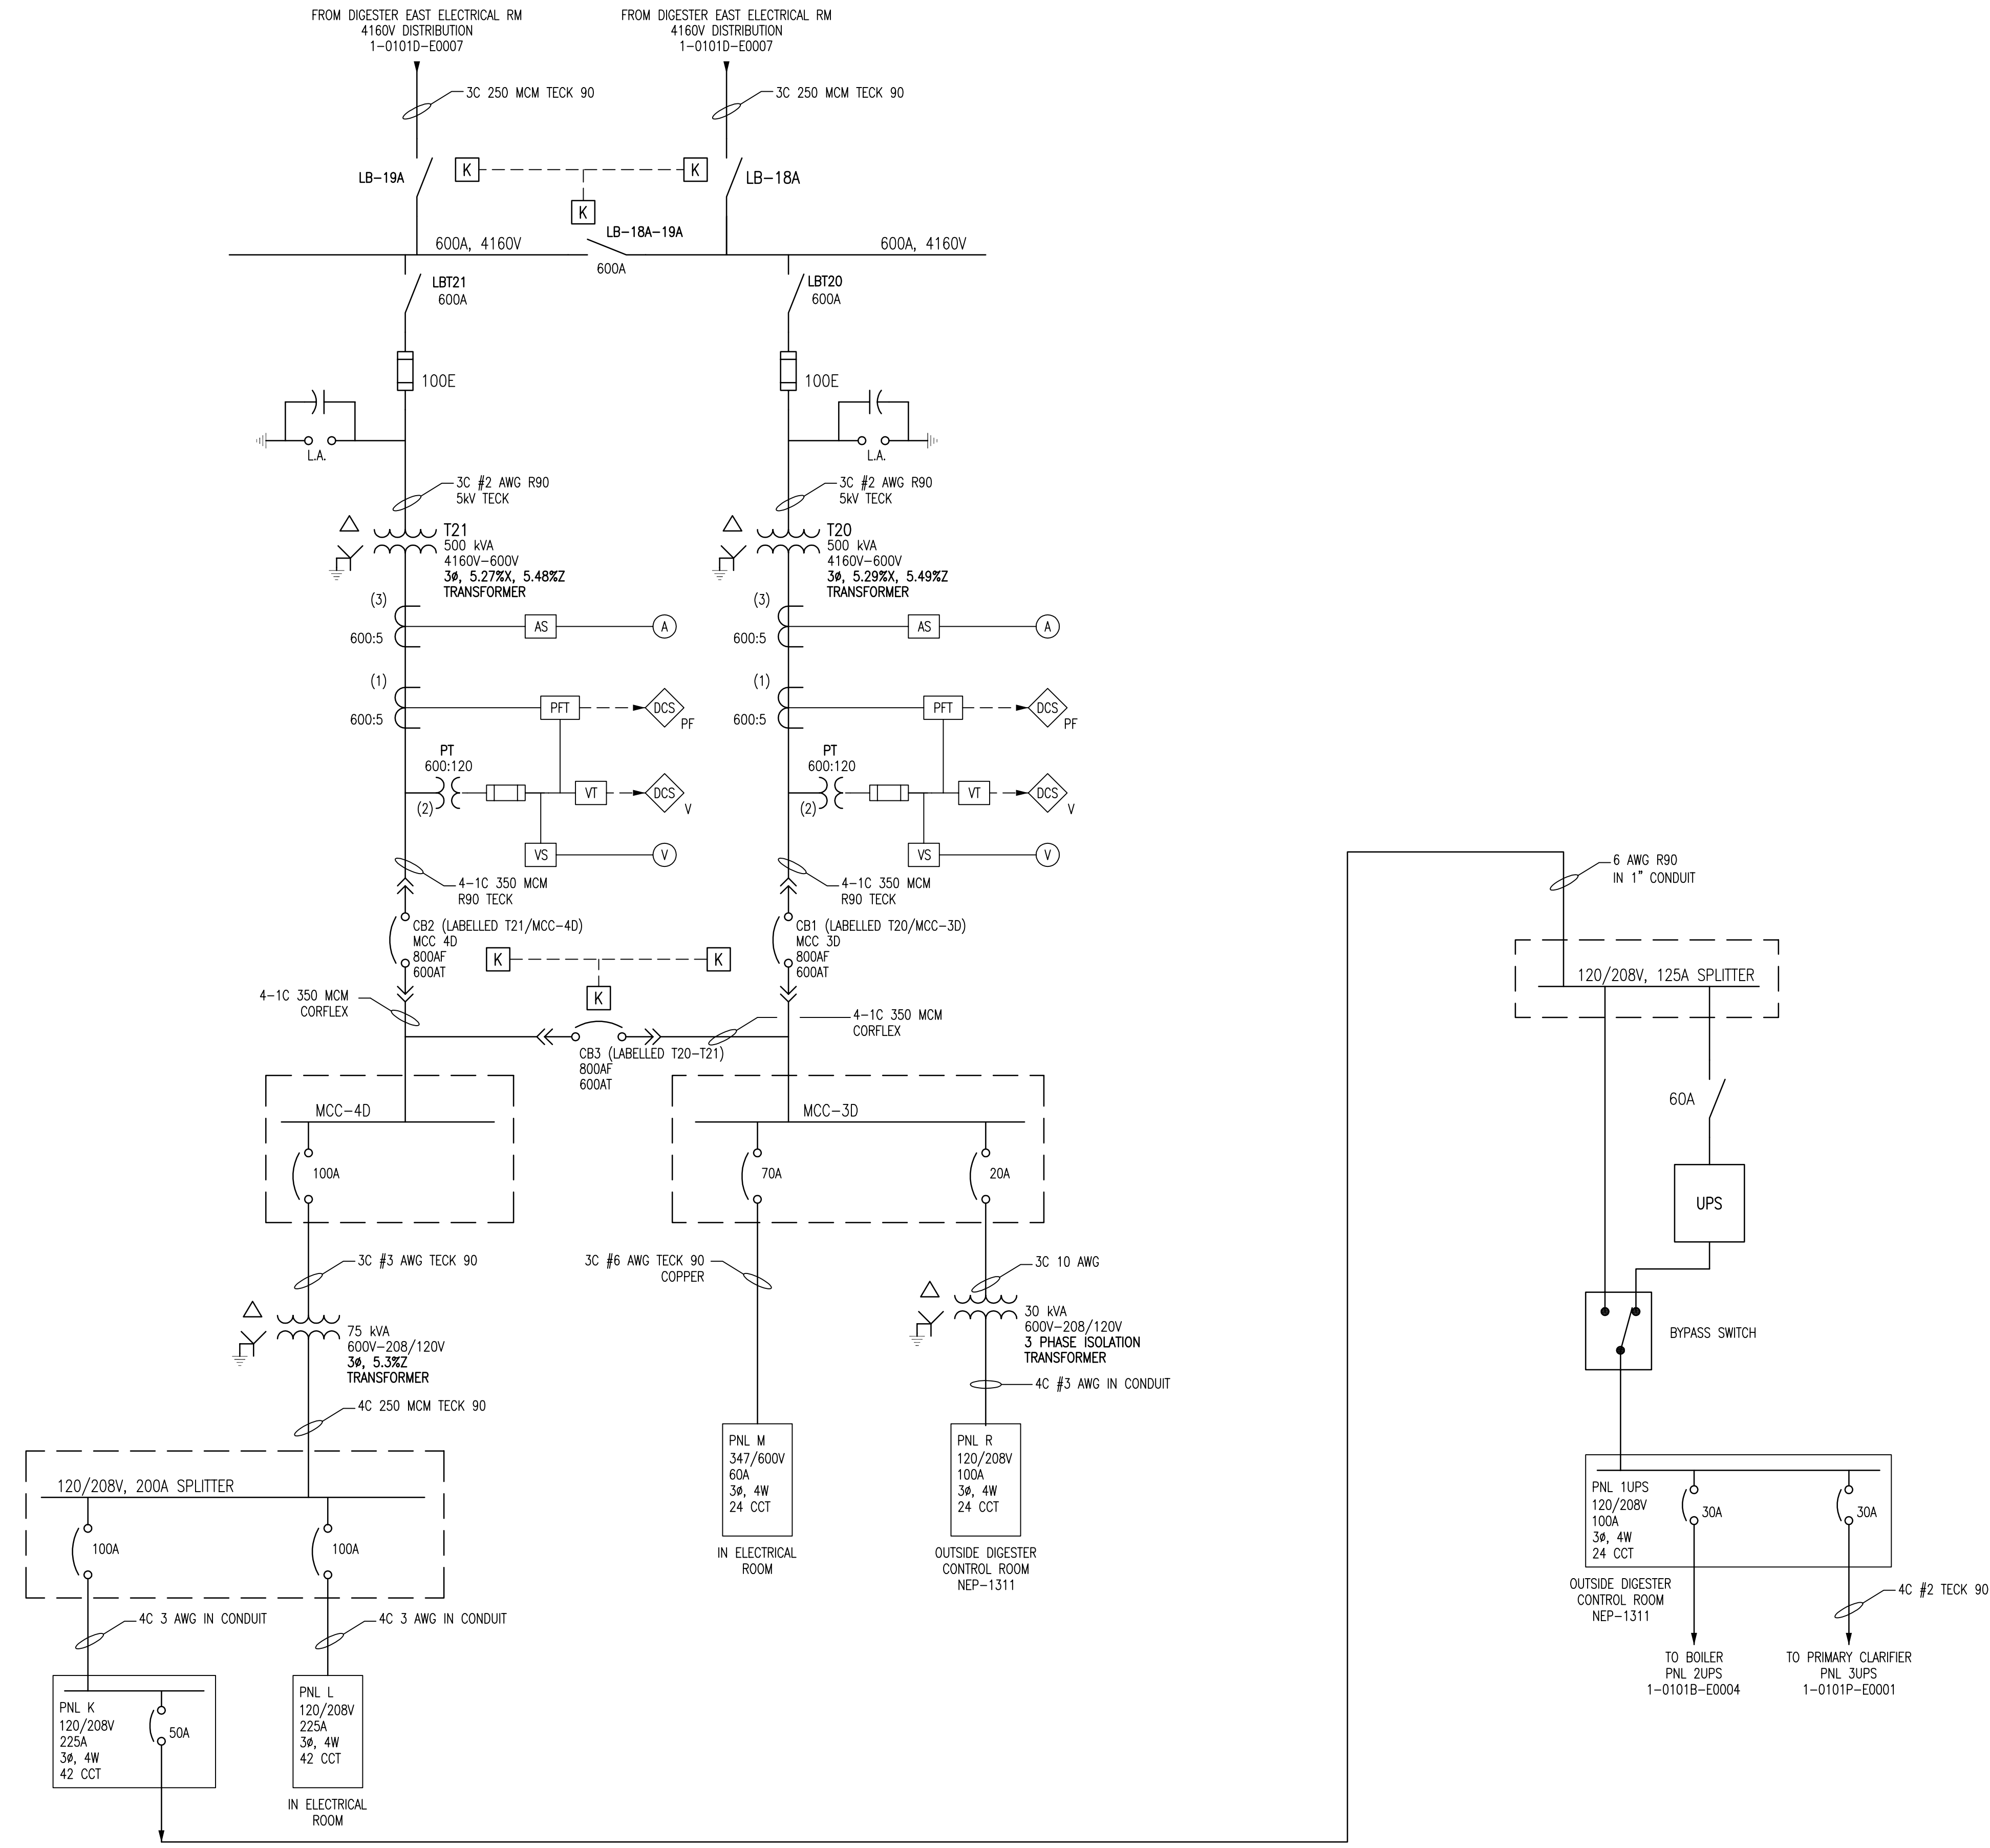 FROM DIGESTER EAST ELECTRICAL RM
4160V DISTRIBUTION
1-0101D-E0007
FROM DIGESTER EAST ELECTRICAL RM
4160V DISTRIBUTION
1-0101D-E0007
3C 250 MCM TECK 90
3C 250 MCM TECK 90
LB-19A
K
K
LB-18A
K
LB-18A-19A
600A, 4160V
600A, 4160V
600A
LBT21
600A
LBT20
600A
100E
100E
L.A.
L.A.
3C #2 AWG R90
5kV TECK
3C #2 AWG R90
5kV TECK
T21
500 kVA
4160V-600V
3ø, 5.27%X, 5.48%Z
TRANSFORMER
T20
500 kVA
4160V-600V
3ø, 5.29%X, 5.49%Z
TRANSFORMER
(3)
600:5
AS
A
(3)
600:5
AS
A
(1)
600:5
PFT
DCS
PF
(1)
600:5
PFT
DCS
PF
PT
600:120
(2)
VT
DCS
V
PT
600:120
(2)
VT
DCS
V
VS
V
VS
V
4-1C 350 MCM
R90 TECK
4-1C 350 MCM
R90 TECK
6 AWG R90
IN 1" CONDUIT
CB2 (LABELLED T21/MCC-4D)
MCC 4D
800AF
600AT
CB1 (LABELLED T20/MCC-3D)
MCC 3D
800AF
600AT
K
K
K
4-1C 350 MCM
CORFLEX
4-1C 350 MCM
CORFLEX
CB3 (LABELLED T20-T21)
800AF
600AT
120/208V, 125A SPLITTER
MCC-4D
MCC-3D
60A
100A
70A
20A
UPS
3C #3 AWG TECK 90
3C #6 AWG TECK 90
COPPER
3C 10 AWG
75 kVA
600V-208/120V
3ø, 5.3%Z
TRANSFORMER
30 kVA
600V-208/120V
3 PHASE ISOLATION
TRANSFORMER
BYPASS SWITCH
4C #3 AWG IN CONDUIT
4C 250 MCM TECK 90
120/208V, 200A SPLITTER
100A
100A
PNL M
347/600V
60A
3ø, 4W
24 CCT
IN ELECTRICAL
ROOM
PNL R
120/208V
100A
3ø, 4W
24 CCT
OUTSIDE DIGESTER
CONTROL ROOM
NEP-1311
PNL 1UPS
120/208V
100A
3ø, 4W
24 CCT
30A
30A
OUTSIDE DIGESTER
CONTROL ROOM
NEP-1311
4C #2 TECK 90
4C 3 AWG IN CONDUIT
4C 3 AWG IN CONDUIT
TO BOILER
PNL 2UPS
1-0101B-E0004
TO PRIMARY CLARIFIER
PNL 3UPS
1-0101P-E0001
PNL K
120/208V
225A
3ø, 4W
42 CCT
50A
PNL L
120/208V
225A
3ø, 4W
42 CCT
IN ELECTRICAL
ROOM